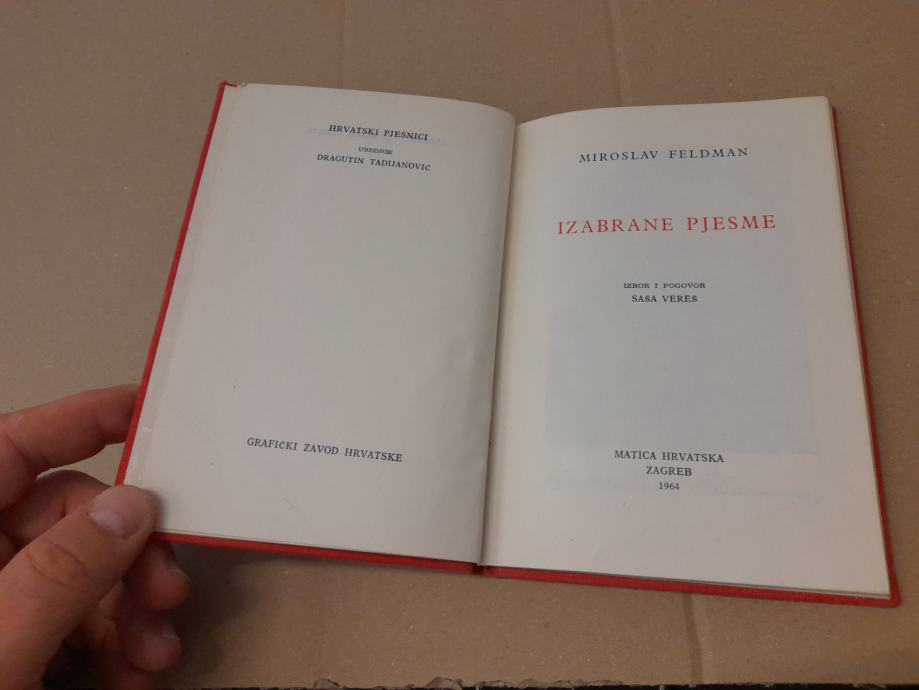 HRVATSKI PJESNICI
UREDNIK
DRAGUTIN TADIJANOVIĆ
GRAFIČKI ZAVOD HRVATSKE
MIROSLAV FELDMAN
IZABRANE PJESME
IZBOR I POGOVOR
SAŠA VEREŠ
MATICA HRVATSKA
ZAGREB
1964